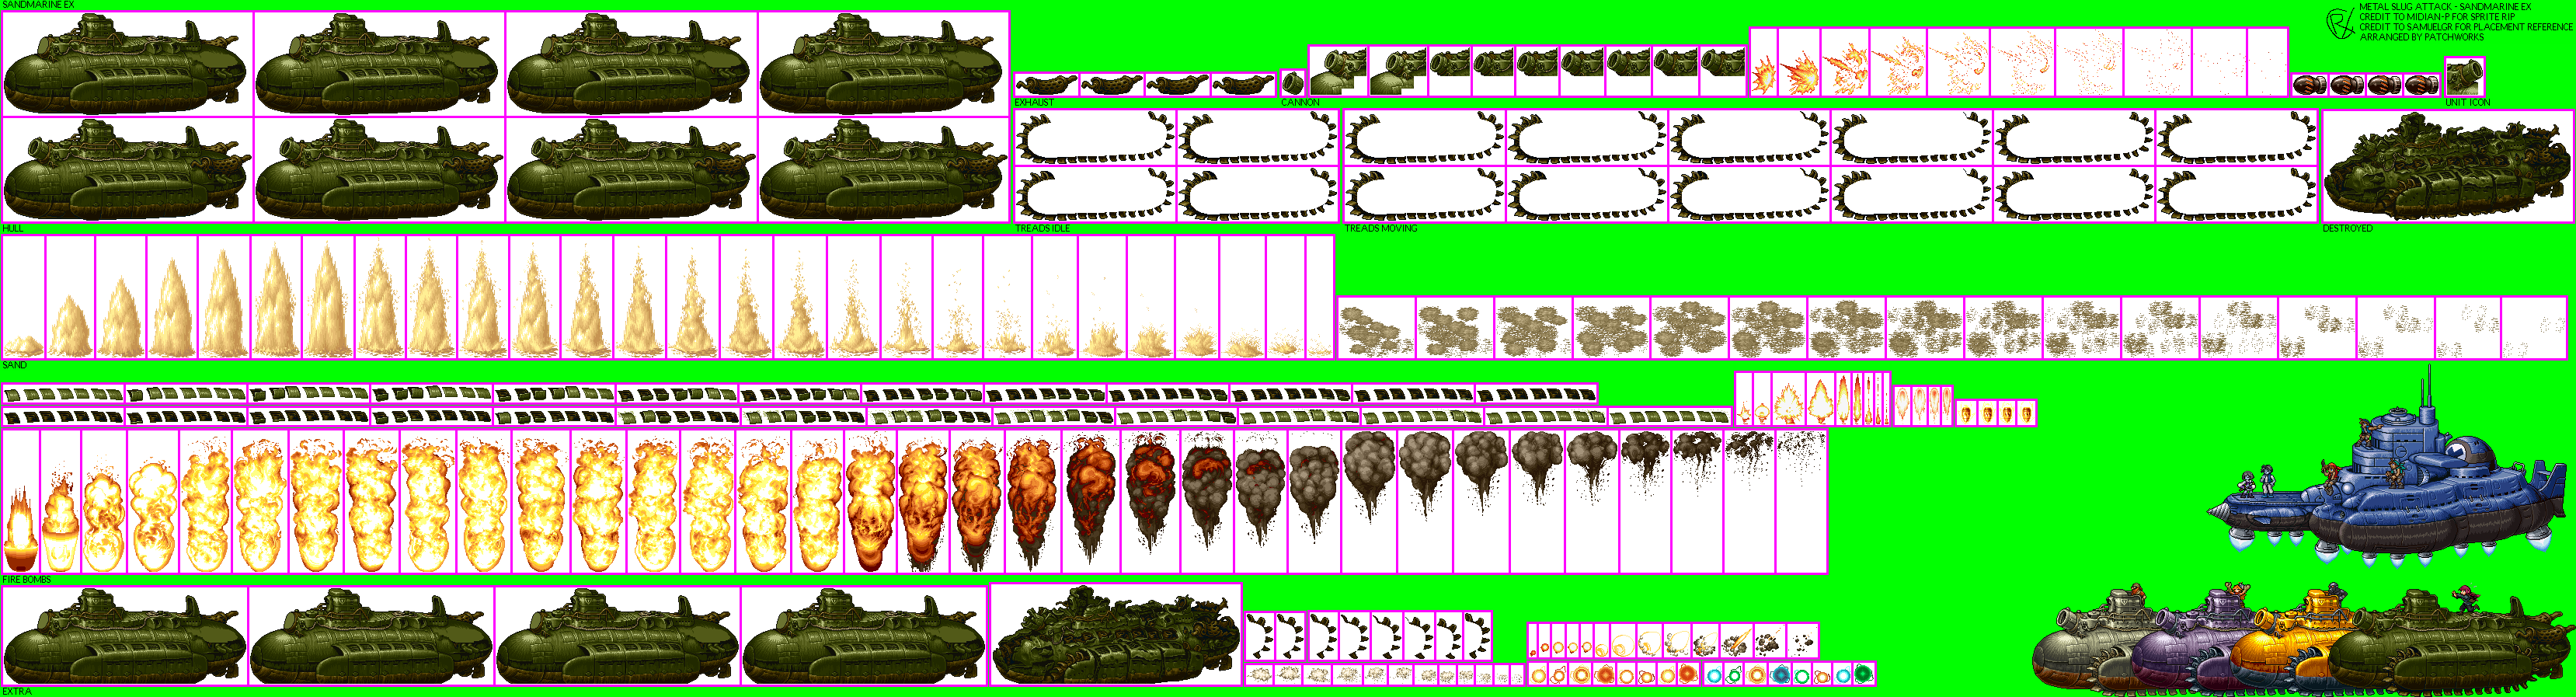 SANDMARINE EX
METAL SLUG ATTACK - SANDMARINE EX
CREDIT TO MIDIAN-P FOR SPRITE RIP
CREDIT TO SAMUELGR FOR PLACEMENT REFERENCE
ARRANGED BY PATCHWORKS
EXHAUST
CANNON
UNIT ICON
HULL
TREADS IDLE
TREADS MOVING
DESTROYED
SAND
FIRE BOMBS
EXTRA